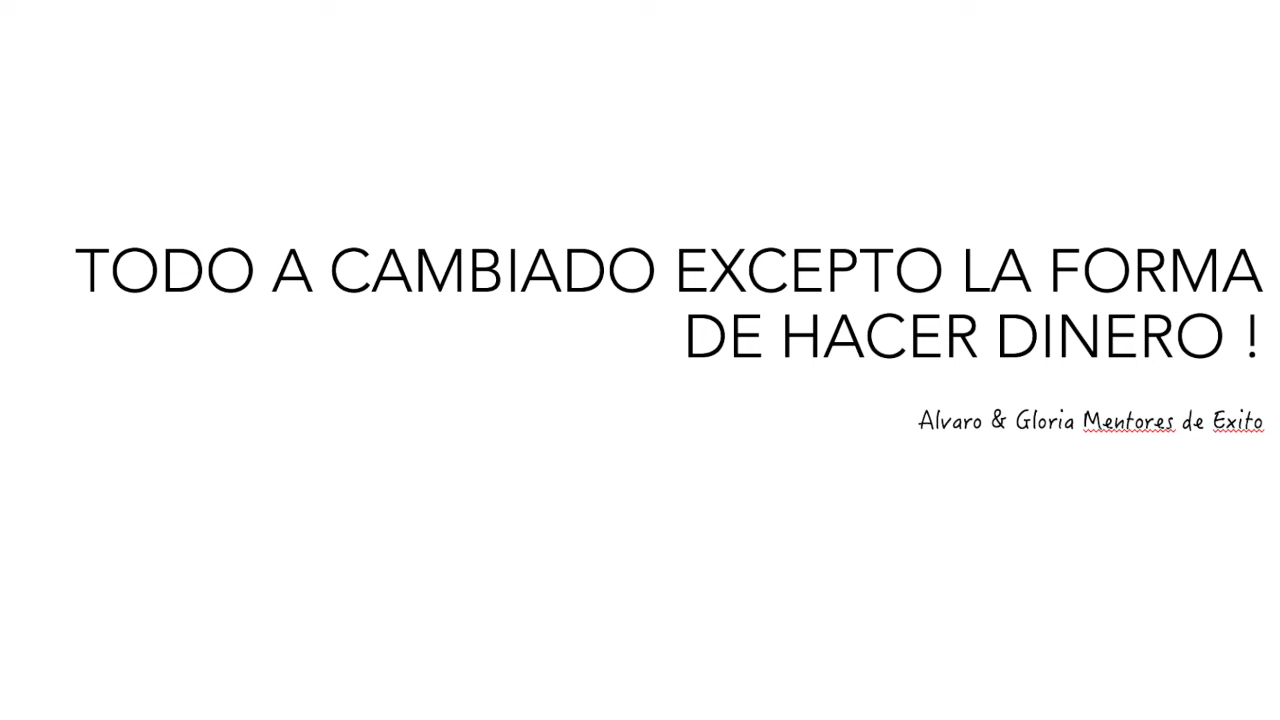 TODO A CAMBIADO EXCEPTO LA FORMA
DE HACER DINERO !
Alvaro & Gloria Mentores de Exito